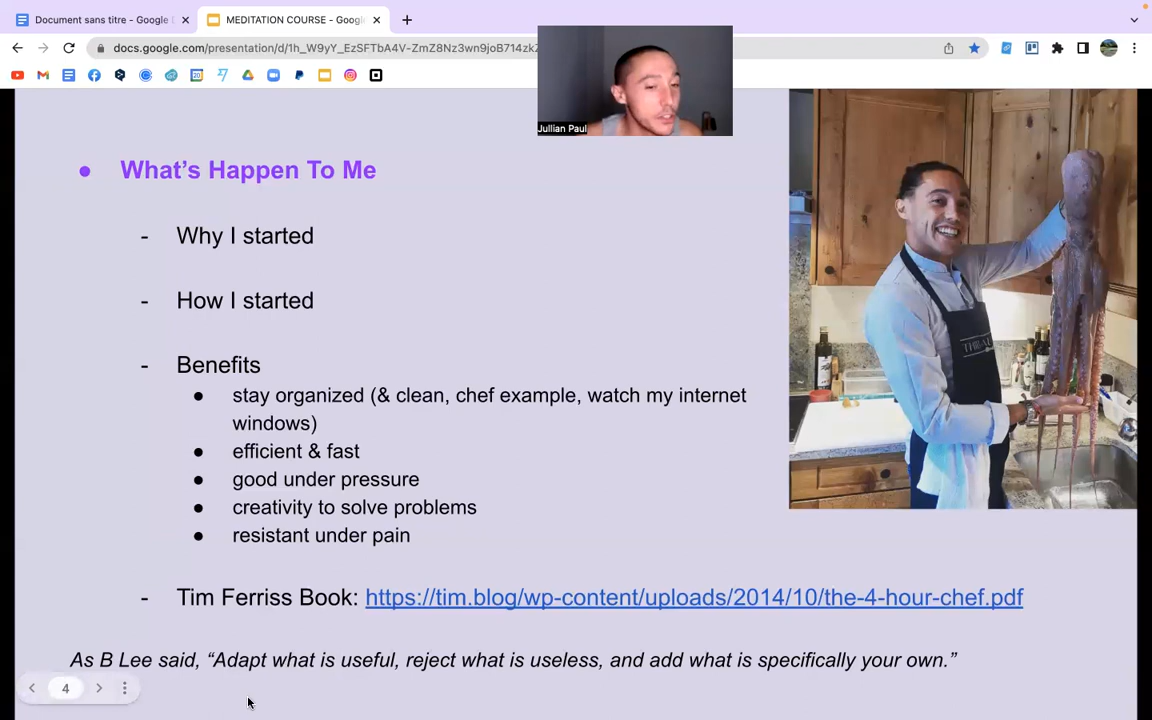 Document sans titre - Google
MEDITATION COURSE - Goog
docs.google.com/presentation/d/1h_W9yY_EzSFTbA4V-ZmZ8Nz3wn9joB714zkZ
Jullian Paul
● What's Happen To Me
- Why I started
- How I started
- Benefits
● stay organized (& clean, chef example, watch my internet
windows)
● efficient & fast
● good under pressure
● creativity to solve problems
● resistant under pain
- Tim Ferriss Book: https://tim.blog/wp-content/uploads/2014/10/the-4-hour-chef.pdf
As B Lee said, “Adapt what is useful, reject what is useless, and add what is specifically your own.”
4